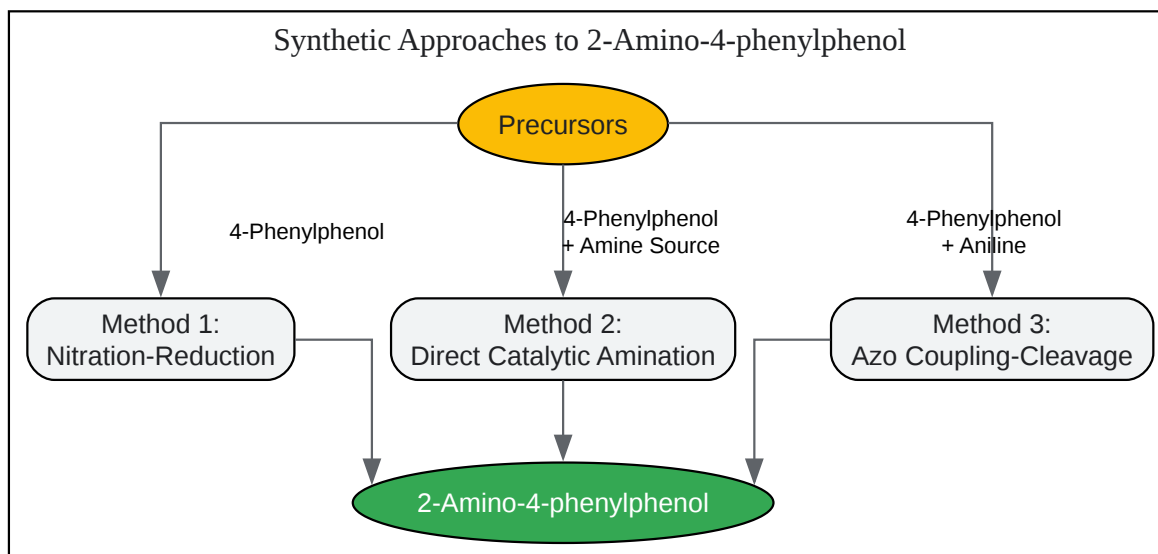 Synthetic Approaches to 2-Amino-4-phenylphenol
Precursors
4-Phenylphenol
4-Phenylphenol
+ Amine Source
4-Phenylphenol
+ Aniline
Method 1:
Nitration-Reduction
Method 2:
Direct Catalytic Amination
Method 3:
Azo Coupling-Cleavage
2-Amino-4-phenylphenol